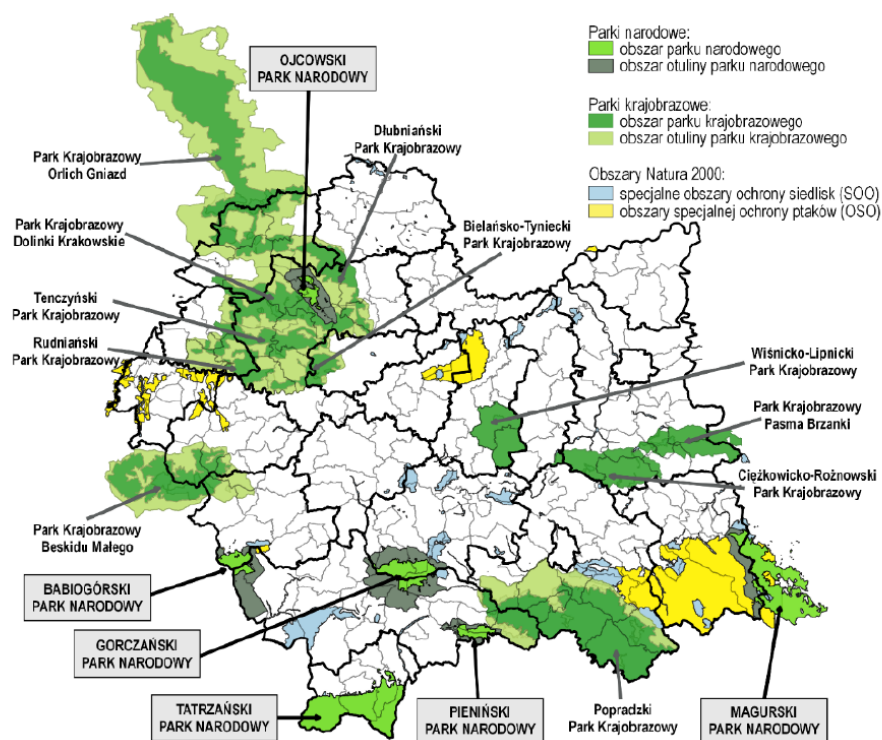 Parki narodowe:
obszar parku narodowego
obszar otuliny parku narodowego
Parki krajobrazowe:
obszar parku krajobrazowego
obszar otuliny parku krajobrazowego
Obszary Natura 2000:
specjalne obszary ochrony siedlisk (SOO)
obszary specjalnej ochrony ptaków (OSO)
OJCOWSKI
PARK NARODOWY
Dłubniański
Park Krajobrazowy
Park Krajobrazowy
Orlich Gniazd
Park Krajobrazowy
Dolinki Krakowskie
Bielańsko-Tyniecki
Park Krajobrazowy
Tenczyński
Park Krajobrazowy
Rudniański
Park Krajobrazowy
Wiśnicko-Lipnicki
Park Krajobrazowy
Park Krajobrazowy
Pasma Brzanki
Ciężkowicko-Rożnowski
Park Krajobrazowy
Park Krajobrazowy
Beskidu Małego
BABIOGÓRSKI
PARK NARODOWY
GORCZAŃSKI
PARK NARODOWY
TATRZAŃSKI
PARK NARODOWY
PIENIŃSKI
PARK NARODOWY
Popradzki
Park Krajobrazowy
MAGURSKI
PARK NARODOWY